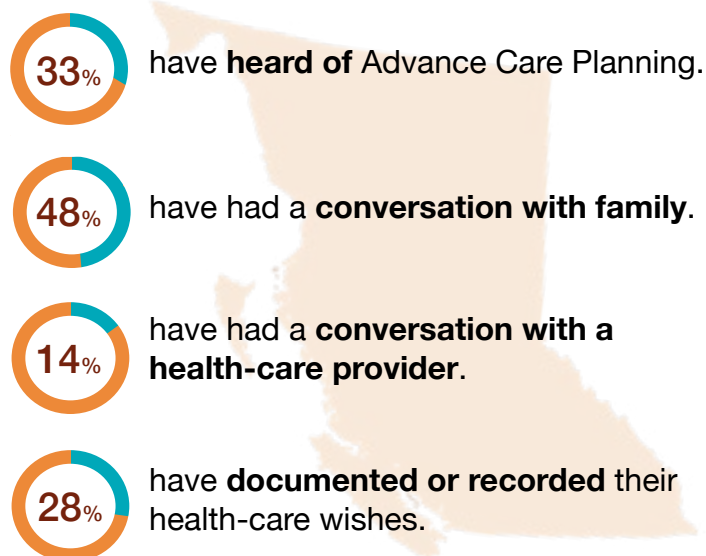 33% have heard of Advance Care Planning.
48% have had a conversation with family.
14% have had a conversation with a
health-care provider.
28% have documented or recorded their
health-care wishes.